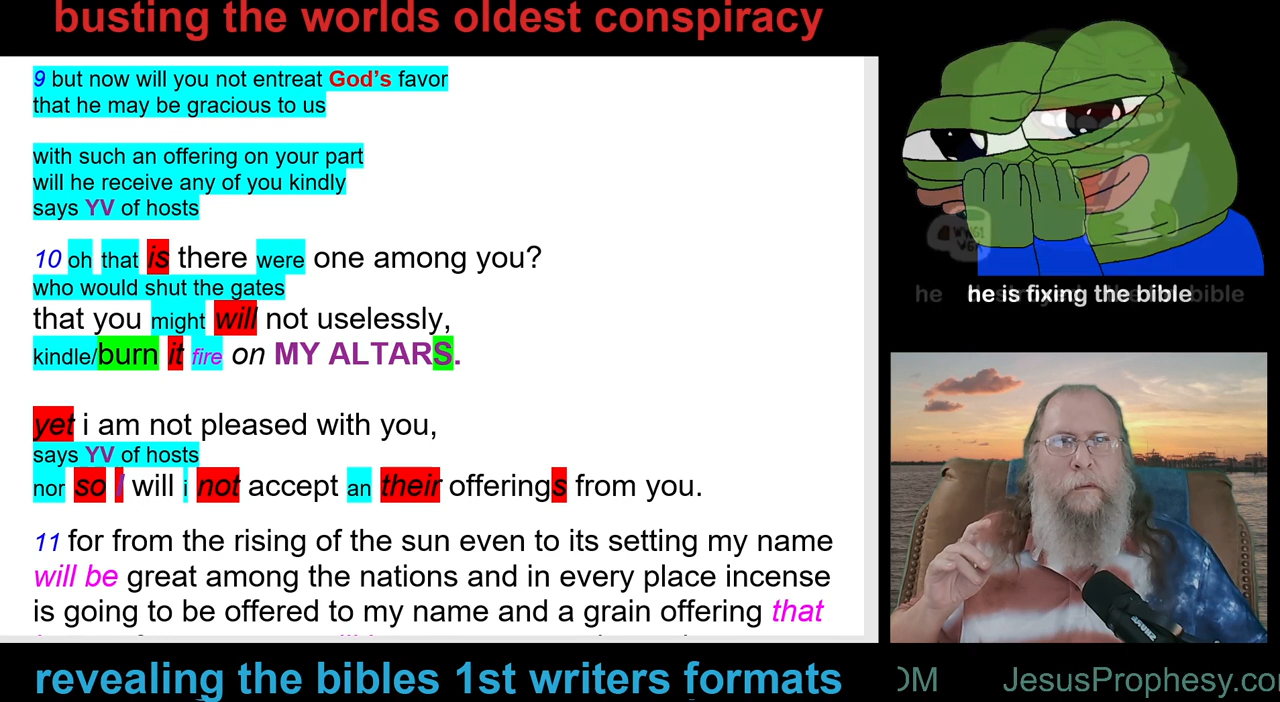 busting the worlds oldest conspiracy
9 but now will you not entreat God's favor
that he may be gracious to us
with such an offering on your part
will he receive any of you kindly
says YV of hosts
10 oh that is there were one among you?
who would shut the gates
that you might will not uselessly,
kindle/burn it fire on MY ALTARS.
yet i am not pleased with you,
says YV of hosts
nor so I will i not accept an their offerings from you.
11 for from the rising of the sun even to its setting my name
will be great among the nations and in every place incense
is going to be offered to my name and a grain offering that
he is fixing the bible
revealing the bibles 1st writers formats
OM JesusProphesy.co